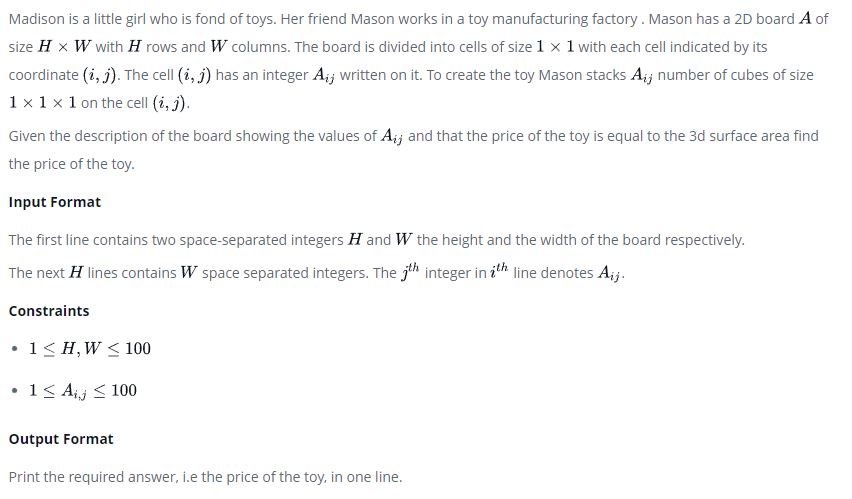 Madison is a little girl who is fond of toys. Her friend Mason works in a toy manufacturing factory . Mason has a 2D board A of
size H × W with H rows and W columns. The board is divided into cells of size 1 × 1 with each cell indicated by its
coordinate (i, j). The cell (i, j) has an integer A_{ij} written on it. To create the toy Mason stacks A_{ij} number of cubes of size
1 × 1 × 1 on the cell (i, j).
Given the description of the board showing the values of A_{ij} and that the price of the toy is equal to the 3d surface area find
the price of the toy.
Input Format
The first line contains two space-separated integers H and W the height and the width of the board respectively.
The next H lines contains W space separated integers. The j^{th} integer in i^{th} line denotes A_{ij}.
Constraints
• 1 ≤ H, W ≤ 100
• 1 ≤ A_{i,j} ≤ 100
Output Format
Print the required answer, i.e the price of the toy, in one line.